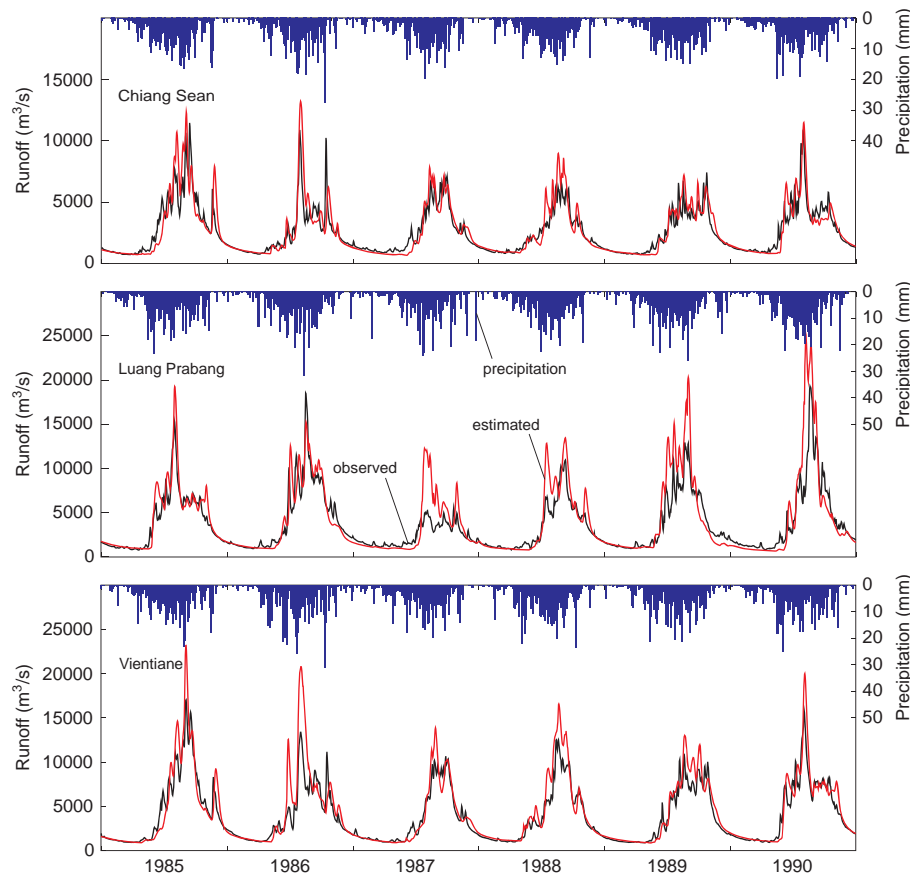 0
10
20
30
40
Precipitation (mm)
15000
10000
5000
0
Runoff (m³/s)
Chiang Sean
0
10
20
30
40
50
Precipitation (mm)
25000
20000
15000
10000
5000
0
Runoff (m³/s)
Luang Prabang
precipitation
estimated
observed
0
10
20
30
40
50
Precipitation (mm)
25000
20000
15000
10000
5000
0
Runoff (m³/s)
Vientiane
1985 1986 1987 1988 1989 1990